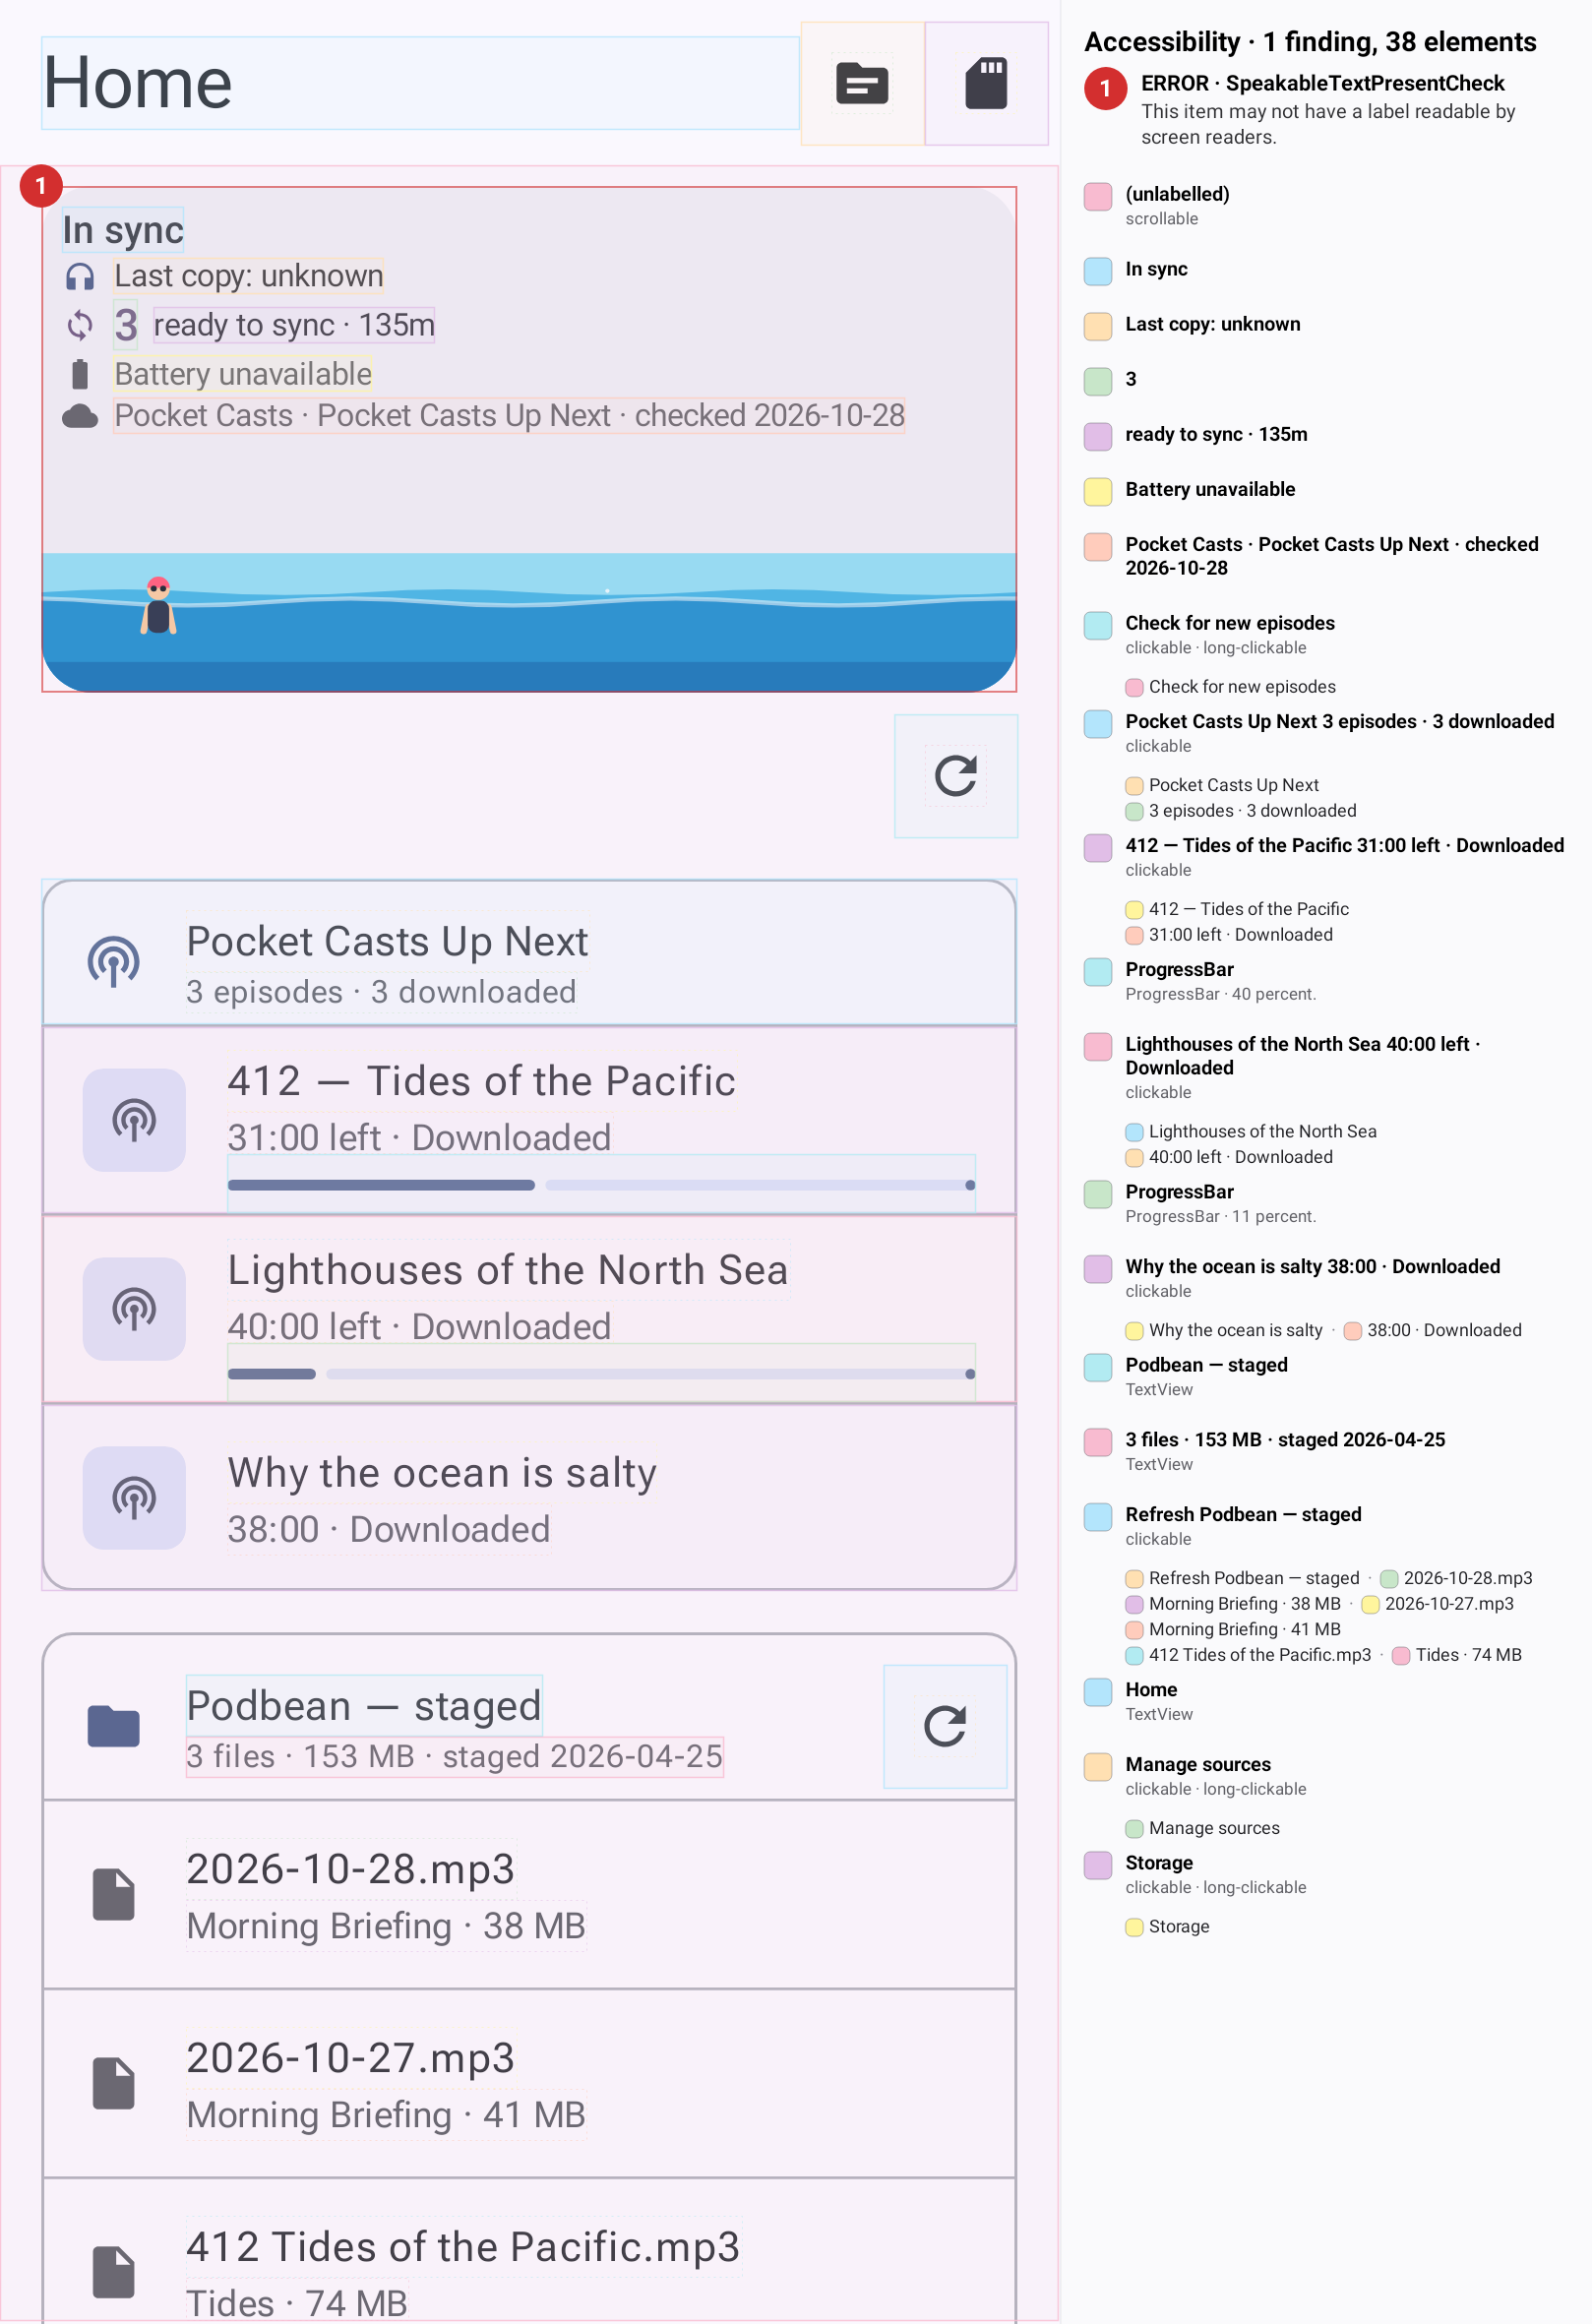 Home
1
In sync
Last copy: unknown
3 ready to sync · 135m
Battery unavailable
Pocket Casts · Pocket Casts Up Next · checked 2026-10-28
Pocket Casts Up Next
3 episodes · 3 downloaded
412 — Tides of the Pacific
31:00 left · Downloaded
Lighthouses of the North Sea
40:00 left · Downloaded
Why the ocean is salty
38:00 · Downloaded
Podbean — staged
3 files · 153 MB · staged 2026-04-25
2026-10-28.mp3
Morning Briefing · 38 MB
2026-10-27.mp3
Morning Briefing · 41 MB
412 Tides of the Pacific.mp3
Tides · 74 MB
Accessibility · 1 finding, 38 elements
1 ERROR · SpeakableTextPresentCheck
This item may not have a label readable by
screen readers.
(unlabelled)
scrollable
In sync
Last copy: unknown
3
ready to sync · 135m
Battery unavailable
Pocket Casts · Pocket Casts Up Next · checked
2026-10-28
Check for new episodes
clickable · long-clickable
Check for new episodes
Pocket Casts Up Next 3 episodes · 3 downloaded
clickable
Pocket Casts Up Next
3 episodes · 3 downloaded
412 — Tides of the Pacific 31:00 left · Downloaded
clickable
412 — Tides of the Pacific
31:00 left · Downloaded
ProgressBar
ProgressBar · 40 percent.
Lighthouses of the North Sea 40:00 left ·
Downloaded
clickable
Lighthouses of the North Sea
40:00 left · Downloaded
ProgressBar
ProgressBar · 11 percent.
Why the ocean is salty 38:00 · Downloaded
clickable
Why the ocean is salty · 38:00 · Downloaded
Podbean — staged
TextView
3 files · 153 MB · staged 2026-04-25
TextView
Refresh Podbean — staged
clickable
Refresh Podbean — staged · 2026-10-28.mp3
Morning Briefing · 38 MB · 2026-10-27.mp3
Morning Briefing · 41 MB
412 Tides of the Pacific.mp3 · Tides · 74 MB
Home
TextView
Manage sources
clickable · long-clickable
Manage sources
Storage
clickable · long-clickable
Storage